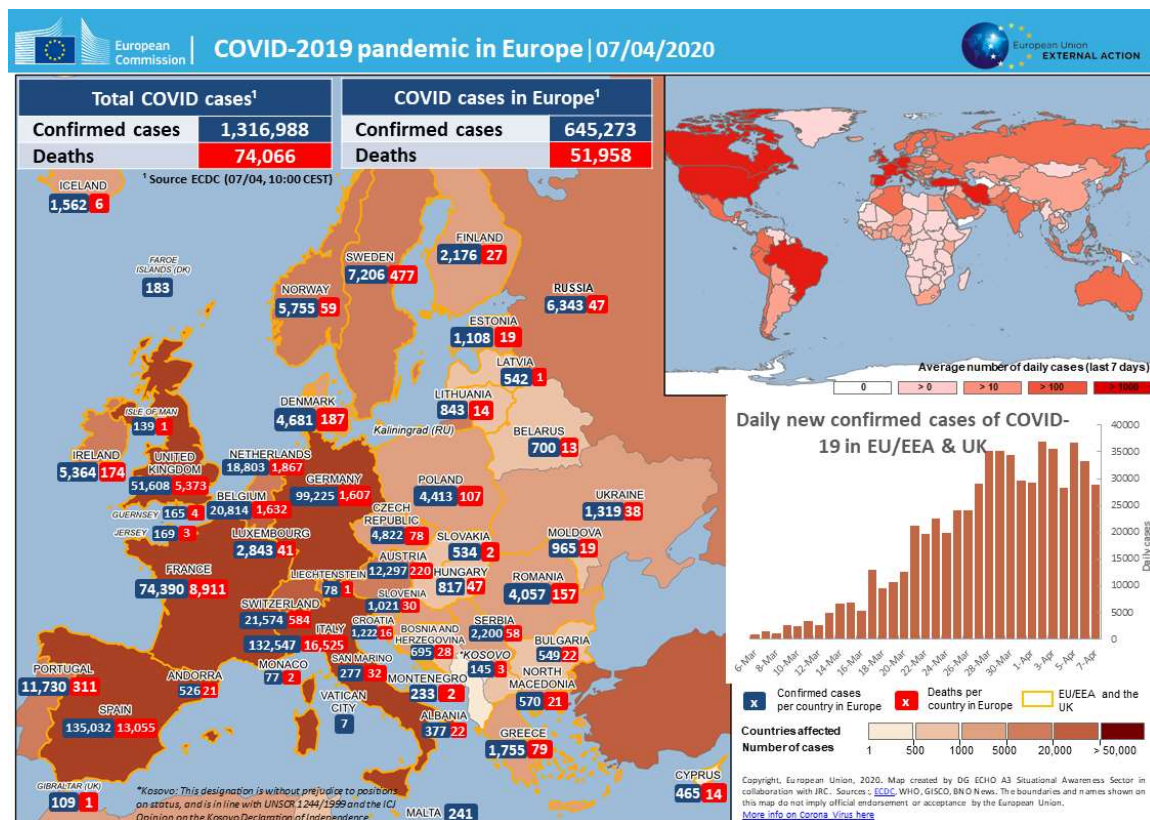 European
Commission
COVID-2019 pandemic in Europe | 07/04/2020
European Union
EXTERNAL ACTION
Total COVID cases¹
Confirmed cases 1,316,988
Deaths 74,066
COVID cases in Europe¹
Confirmed cases 645,273
Deaths 51,958
¹ Source ECDC (07/04, 10:00 CEST)
ICELAND
1,562 6
FAROE
ISLANDS (DK)
183
NORWAY
5,755 59
SWEDEN
7,206 477
FINLAND
2,176 27
RUSSIA
6,343 47
ESTONIA
1,108 19
LATVIA
542 1
LITHUANIA
843 14
Kaliningrad (RU)
BELARUS
700 13
DENMARK
4,681 187
ISLE OF MAN
139 1
IRELAND
5,364 174
UNITED
KINGDOM
51,608 5,373
NETHERLANDS
18,803 1,867
BELGIUM
20,814 1,632
GERMANY
99,225 1,607
POLAND
4,413 107
UKRAINE
1,319 38
GUERNSEY 165 4
JERSEY 169 3
LUXEMBOURG
2,843 41
CZECH
REPUBLIC
4,822 78
SLOVAKIA
534 2
MOLDOVA
965 19
FRANCE
74,390 8,911
LIECHTENSTEIN
78 1
AUSTRIA
12,297 220
HUNGARY
817 47
ROMANIA
4,057 157
SLOVENIA
1,021 30
SWITZERLAND
21,574 584
ITALY
132,547 16,525
CROATIA
1,222 16
BOSNIA AND
HERZEGOVINA
695 28
SERBIA
2,200 58
BULGARIA
549 22
*KOSOVO
145 3
MONACO
77 2
SAN MARINO
277 32
MONTENEGRO
233 2
NORTH
MACEDONIA
570 21
PORTUGAL
11,730 311
ANDORRA
526 21
SPAIN
135,032 13,055
VATICAN
CITY
7
ALBANIA
377 22
GREECE
1,755 79
CYPRUS
465 14
GIBRALTAR (UK)
109 1
MALTA 241
*Kosovo: This designation is without prejudice to positions
on status, and is in line with UNSCR 1244/1999 and the ICJ
Opinion on the Kosovo Declaration of Independence
Average number of daily cases (last 7 days)
0 > 0 > 10 > 100 > 1000
Daily new confirmed cases of COVID-
19 in EU/EEA & UK
40000
35000
30000
25000
20000
15000
10000
5000
0
Daily cases
6-Mar 8-Mar 10-Mar 12-Mar 14-Mar 16-Mar 18-Mar 20-Mar 22-Mar 24-Mar 26-Mar 28-Mar 30-Mar 1-Apr 3-Apr 5-Apr 7-Apr
x Confirmed cases
per country in Europe
x Deaths per
country in Europe
EU/EEA and the
UK
Countries affected
Number of cases 1 500 1000 5000 20,000 > 50,000
Copyright, European Union, 2020. Map created by DG ECHO A3 Situational Awareness Sector in
collaboration with JRC. Sources:, ECDC, WHO, GISCO, BNO News. The boundaries and names shown on
this map do not imply official endorsement or acceptance by the European Union.
More info on Corona Virus here